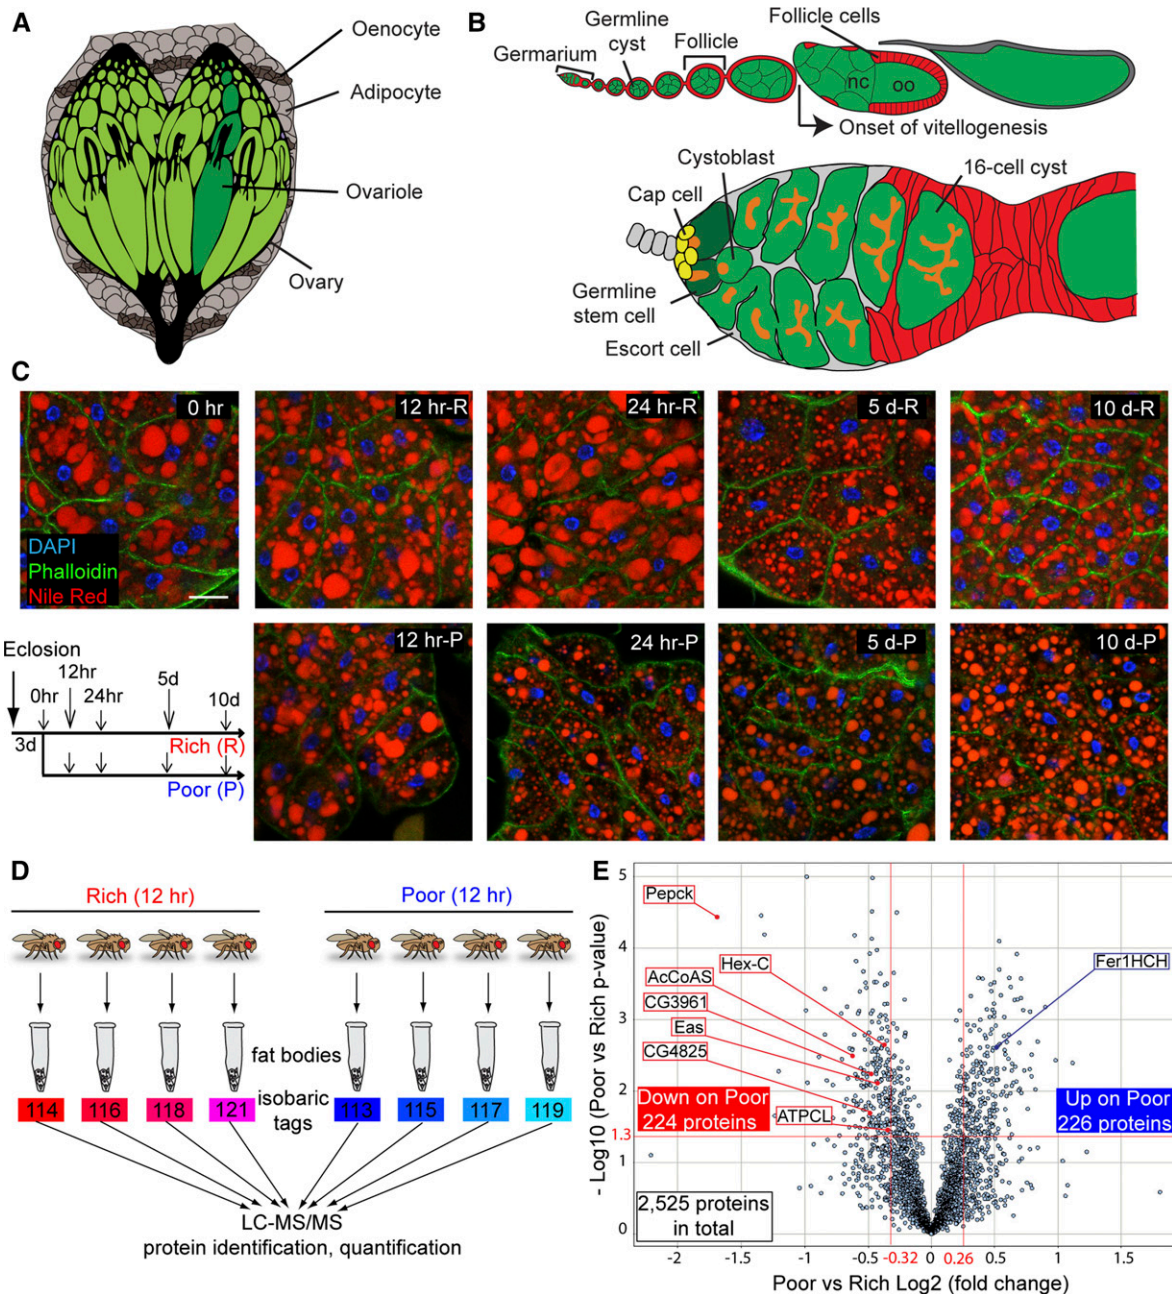 A
Oenocyte
Adipocyte
Ovariole
Ovary
B
Germarium
Germline
cyst
Follicle
Follicle cells
nc
oo
Onset of vitellogenesis
Cystoblast
Cap cell
16-cell cyst
Germline
stem cell
Escort cell
C
0 hr
DAPI
Phalloidin
Nile Red
12 hr-R
24 hr-R
5 d-R
10 d-R
Eclosion
12hr
0hr
24hr
5d
10d
3d
Rich (R)
Poor (P)
12 hr-P
24 hr-P
5 d-P
10 d-P
D
Rich (12 hr)
Poor (12 hr)
fat bodies
isobaric
tags
114 116 118 121 113 115 117 119
LC-MS/MS
protein identification, quantification
E
- Log10 (Poor vs Rich p-value)
5
4
3
2
1.3
1
0
Pepck
Hex-C
AcCoAS
CG3961
Eas
CG4825
ATPCL
Fer1HCH
Down on Poor
224 proteins
Up on Poor
226 proteins
2,525 proteins
in total
-2 -1.5 -1 -0.5 -0.32 0 0.26 0.5 1 1.5
Poor vs Rich Log2 (fold change)